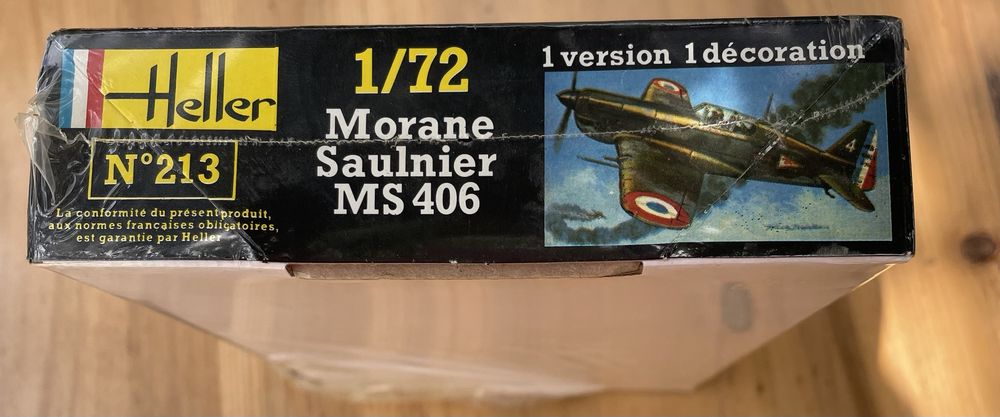 Heller
N°213
La conformité du présent produit,
aux normes françaises obligatoires,
est garantie par Heller
1/72
Morane
Saulnier
MS 406
1 version 1 décoration
4